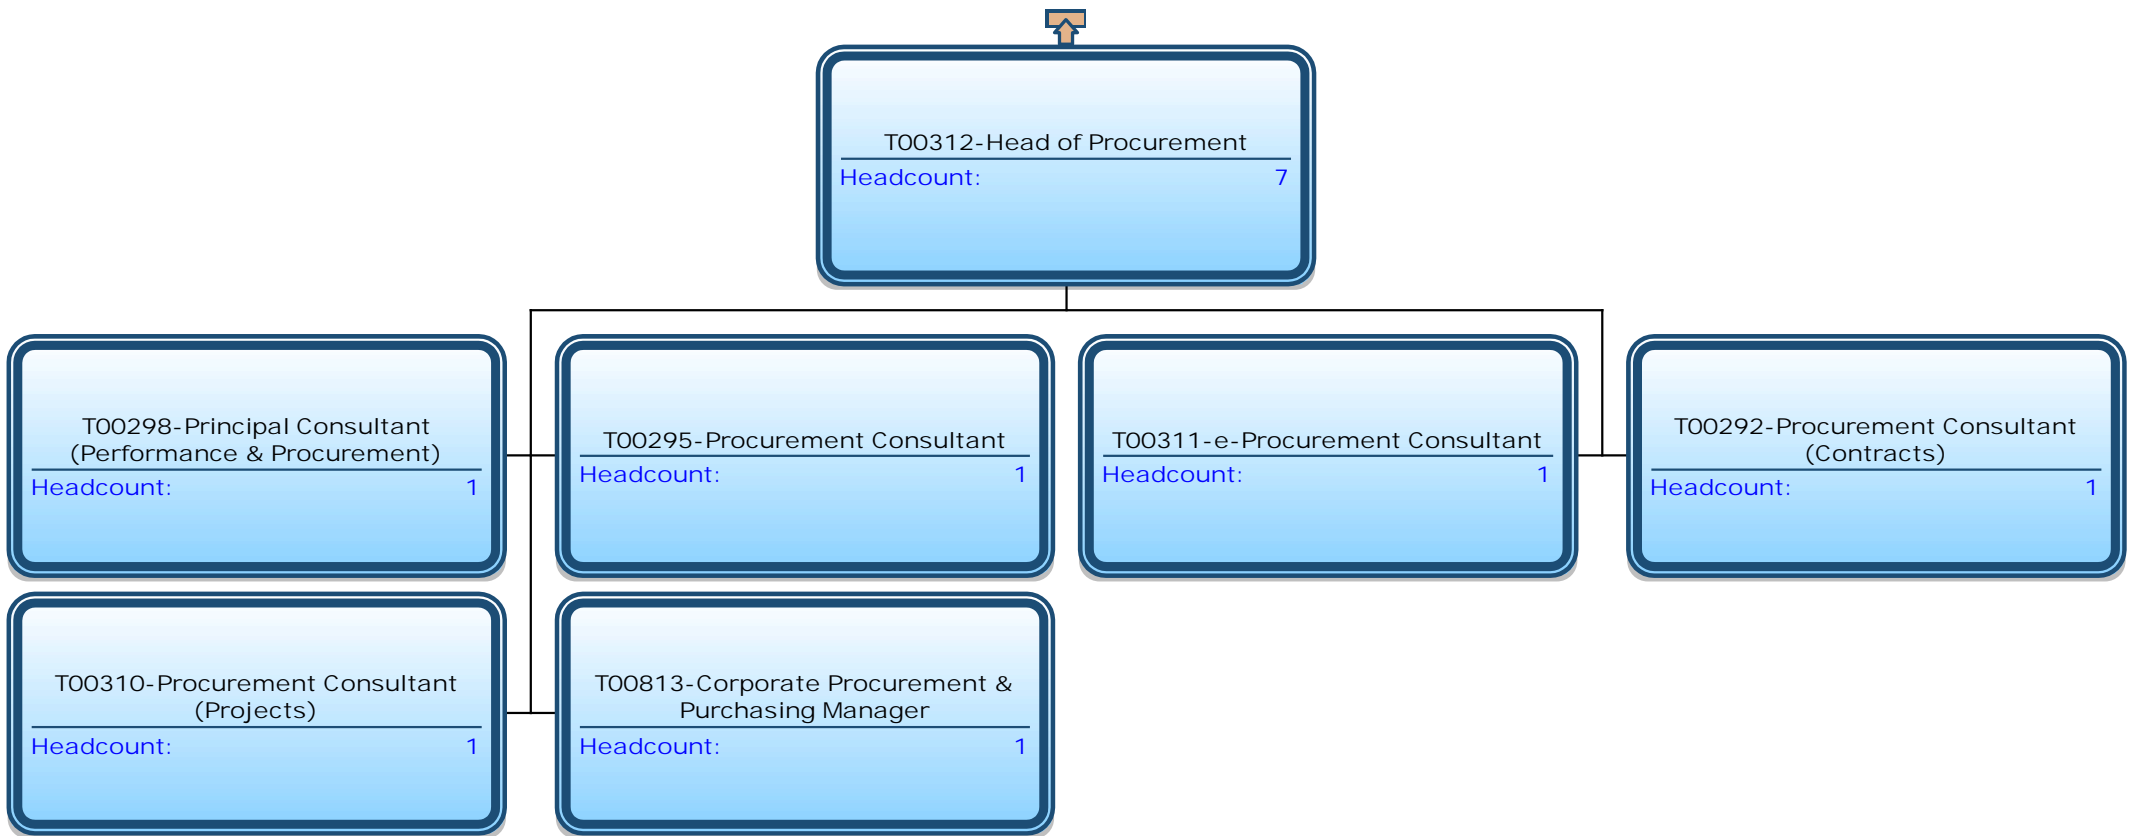 T00312-Head of Procurement
Headcount: 7
T00298-Principal Consultant
(Performance & Procurement)
Headcount: 1
T00295-Procurement Consultant
Headcount: 1
T00311-e-Procurement Consultant
Headcount: 1
T00292-Procurement Consultant
(Contracts)
Headcount: 1
T00310-Procurement Consultant
(Projects)
Headcount: 1
T00813-Corporate Procurement &
Purchasing Manager
Headcount: 1